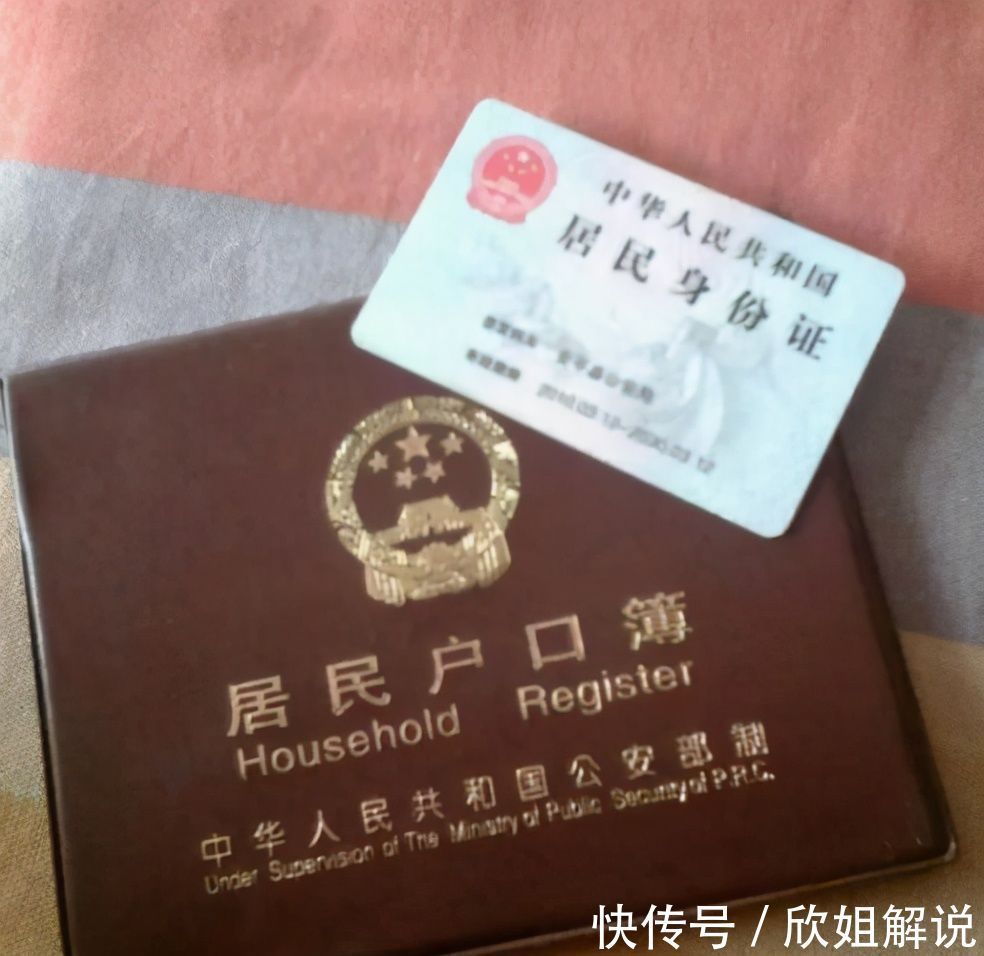 中华人民共和国
居民身份证
居民户口簿
Household Register
中华人民共和国公安部制
Under Supervision of The Ministry of Public Security of P.R.C.
快传号 / 欣姐解说